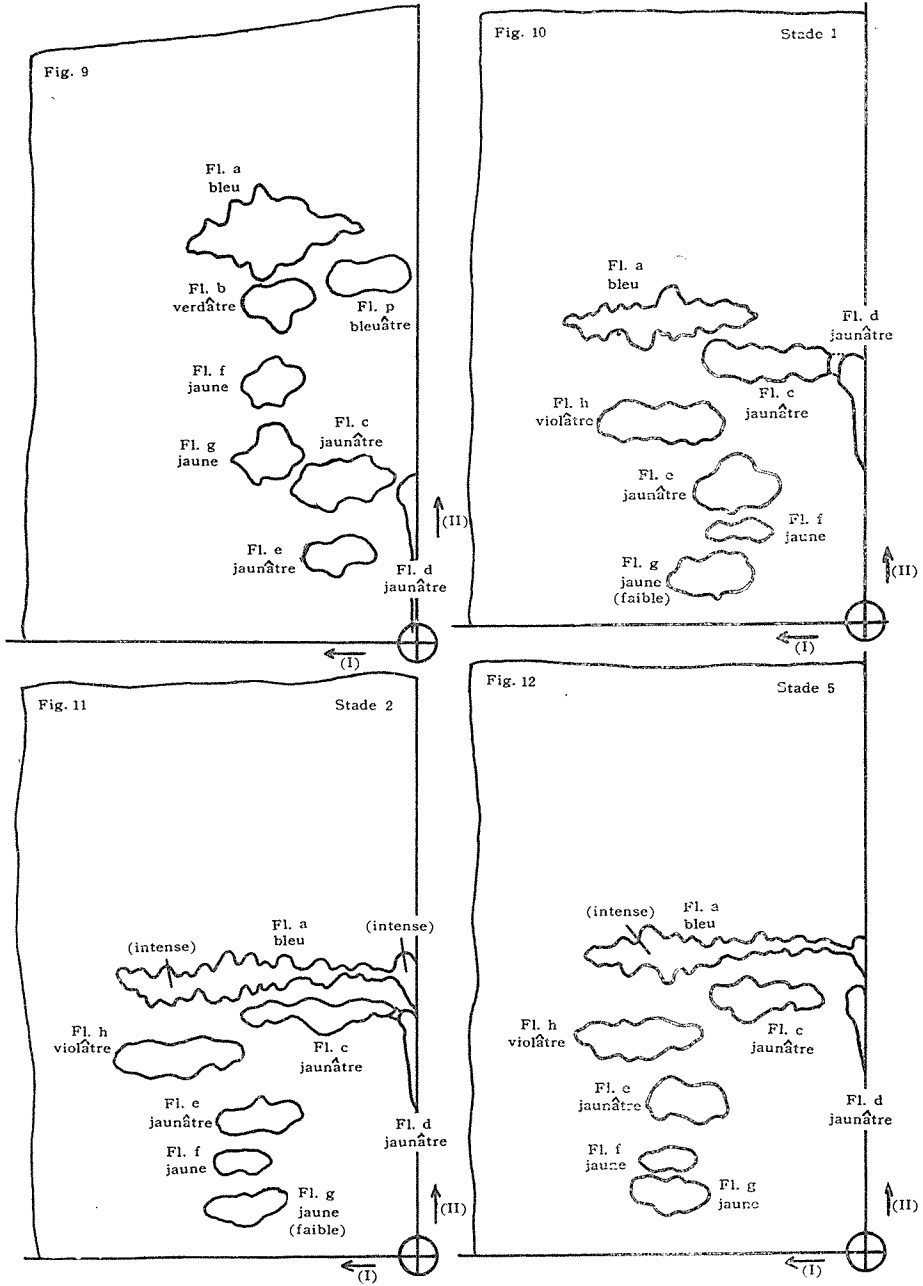 Fig. 9
Fl. a
bleu
Fl. b
verdâtre
Fl. p
bleuâtre
Fl. f
jaune
Fl. g
jaune
Fl. c
jaunâtre
Fl. e
jaunâtre
Fl. d
jaunâtre
(II)
(I)
Fig. 10
Stade 1
Fl. a
bleu
Fl. d
jaunâtre
Fl. c
jaunâtre
Fl. h
violâtre
Fl. e
jaunâtre
Fl. f
jaune
Fl. g
jaune
(faible)
(II)
(I)
Fig. 11
Stade 2
Fl. a
bleu
(intense)
(intense)
Fl. h
violâtre
Fl. c
jaunâtre
Fl. e
jaunâtre
Fl. d
jaunâtre
Fl. f
jaune
Fl. g
jaune
(faible)
(II)
(I)
Fig. 12
Stade 5
(intense)
Fl. a
bleu
Fl. h
violâtre
Fl. c
jaunâtre
Fl. e
jaunâtre
Fl. d
jaunâtre
Fl. f
jaune
Fl. g
jaune
(II)
(I)